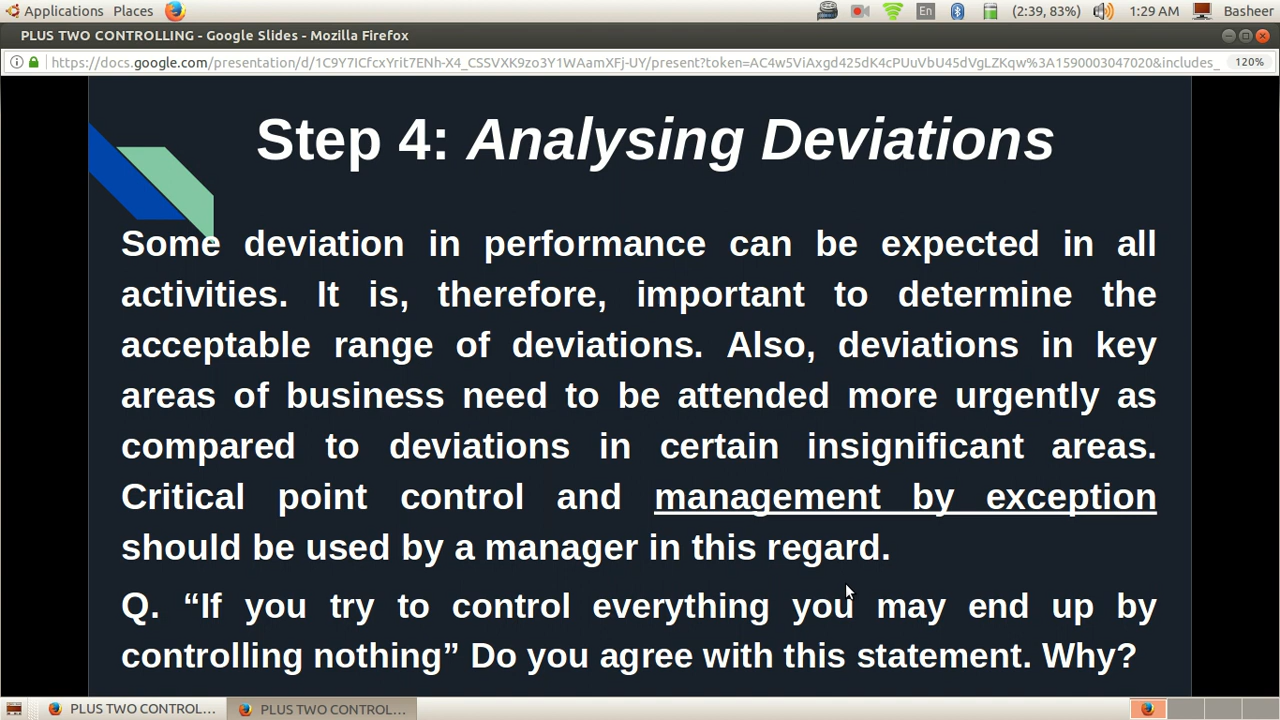 Applications Places En (2:39, 83%) 1:29 AM Basheer
PLUS TWO CONTROLLING - Google Slides - Mozilla Firefox
https://docs.google.com/presentation/d/1C9Y7ICfcxYrit7ENh-X4_CSSVXK9zo3Y1WAamXFj-UY/present?token=AC4w5ViAxgd425dK4cPUuVbU45dVgLZKqw%3A1590003047020&includes_ 120%
Step 4: Analysing Deviations
Some deviation in performance can be expected in all
activities. It is, therefore, important to determine the
acceptable range of deviations. Also, deviations in key
areas of business need to be attended more urgently as
compared to deviations in certain insignificant areas.
Critical point control and management by exception
should be used by a manager in this regard.
Q. “If you try to control everything you may end up by
controlling nothing” Do you agree with this statement. Why?
PLUS TWO CONTROL... PLUS TWO CONTROL...